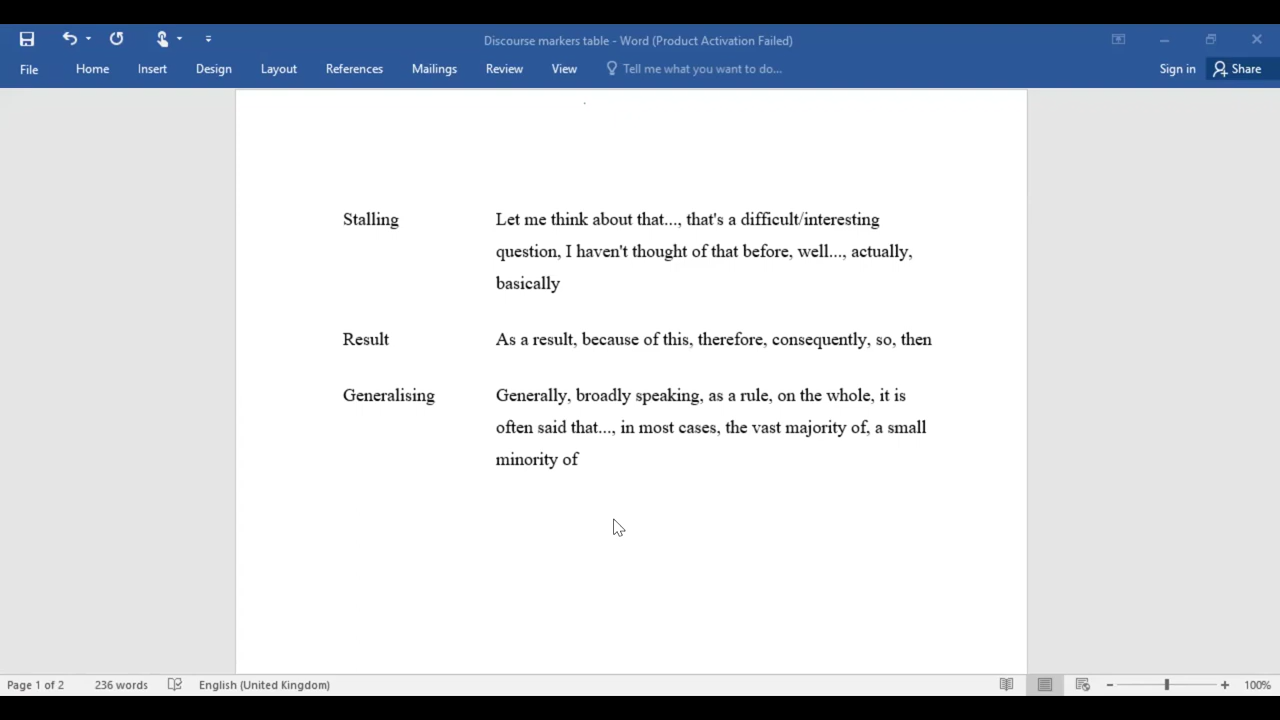 Discourse markers table - Word (Product Activation Failed)
File Home Insert Design Layout References Mailings Review View Tell me what you want to do... Sign in Share
Stalling Let me think about that..., that's a difficult/interesting
question, I haven't thought of that before, well..., actually,
basically
Result As a result, because of this, therefore, consequently, so, then
Generalising Generally, broadly speaking, as a rule, on the whole, it is
often said that..., in most cases, the vast majority of, a small
minority of
Page 1 of 2 236 words English (United Kingdom) 100%